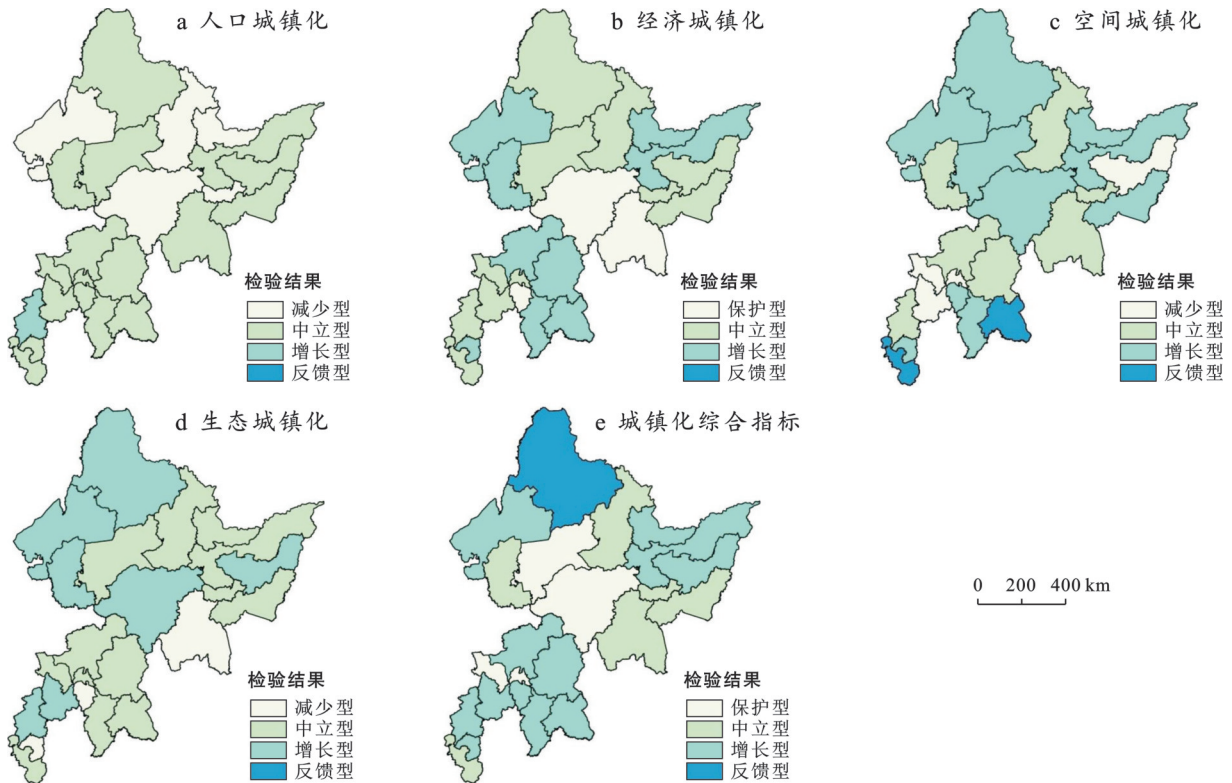 a 人口城镇化
检验结果
减少型
中立型
增长型
反馈型
b 经济城镇化
检验结果
保护型
中立型
增长型
反馈型
c 空间城镇化
检验结果
减少型
中立型
增长型
反馈型
d 生态城镇化
检验结果
减少型
中立型
增长型
反馈型
e 城镇化综合指标
检验结果
保护型
中立型
增长型
反馈型
0 200 400 km